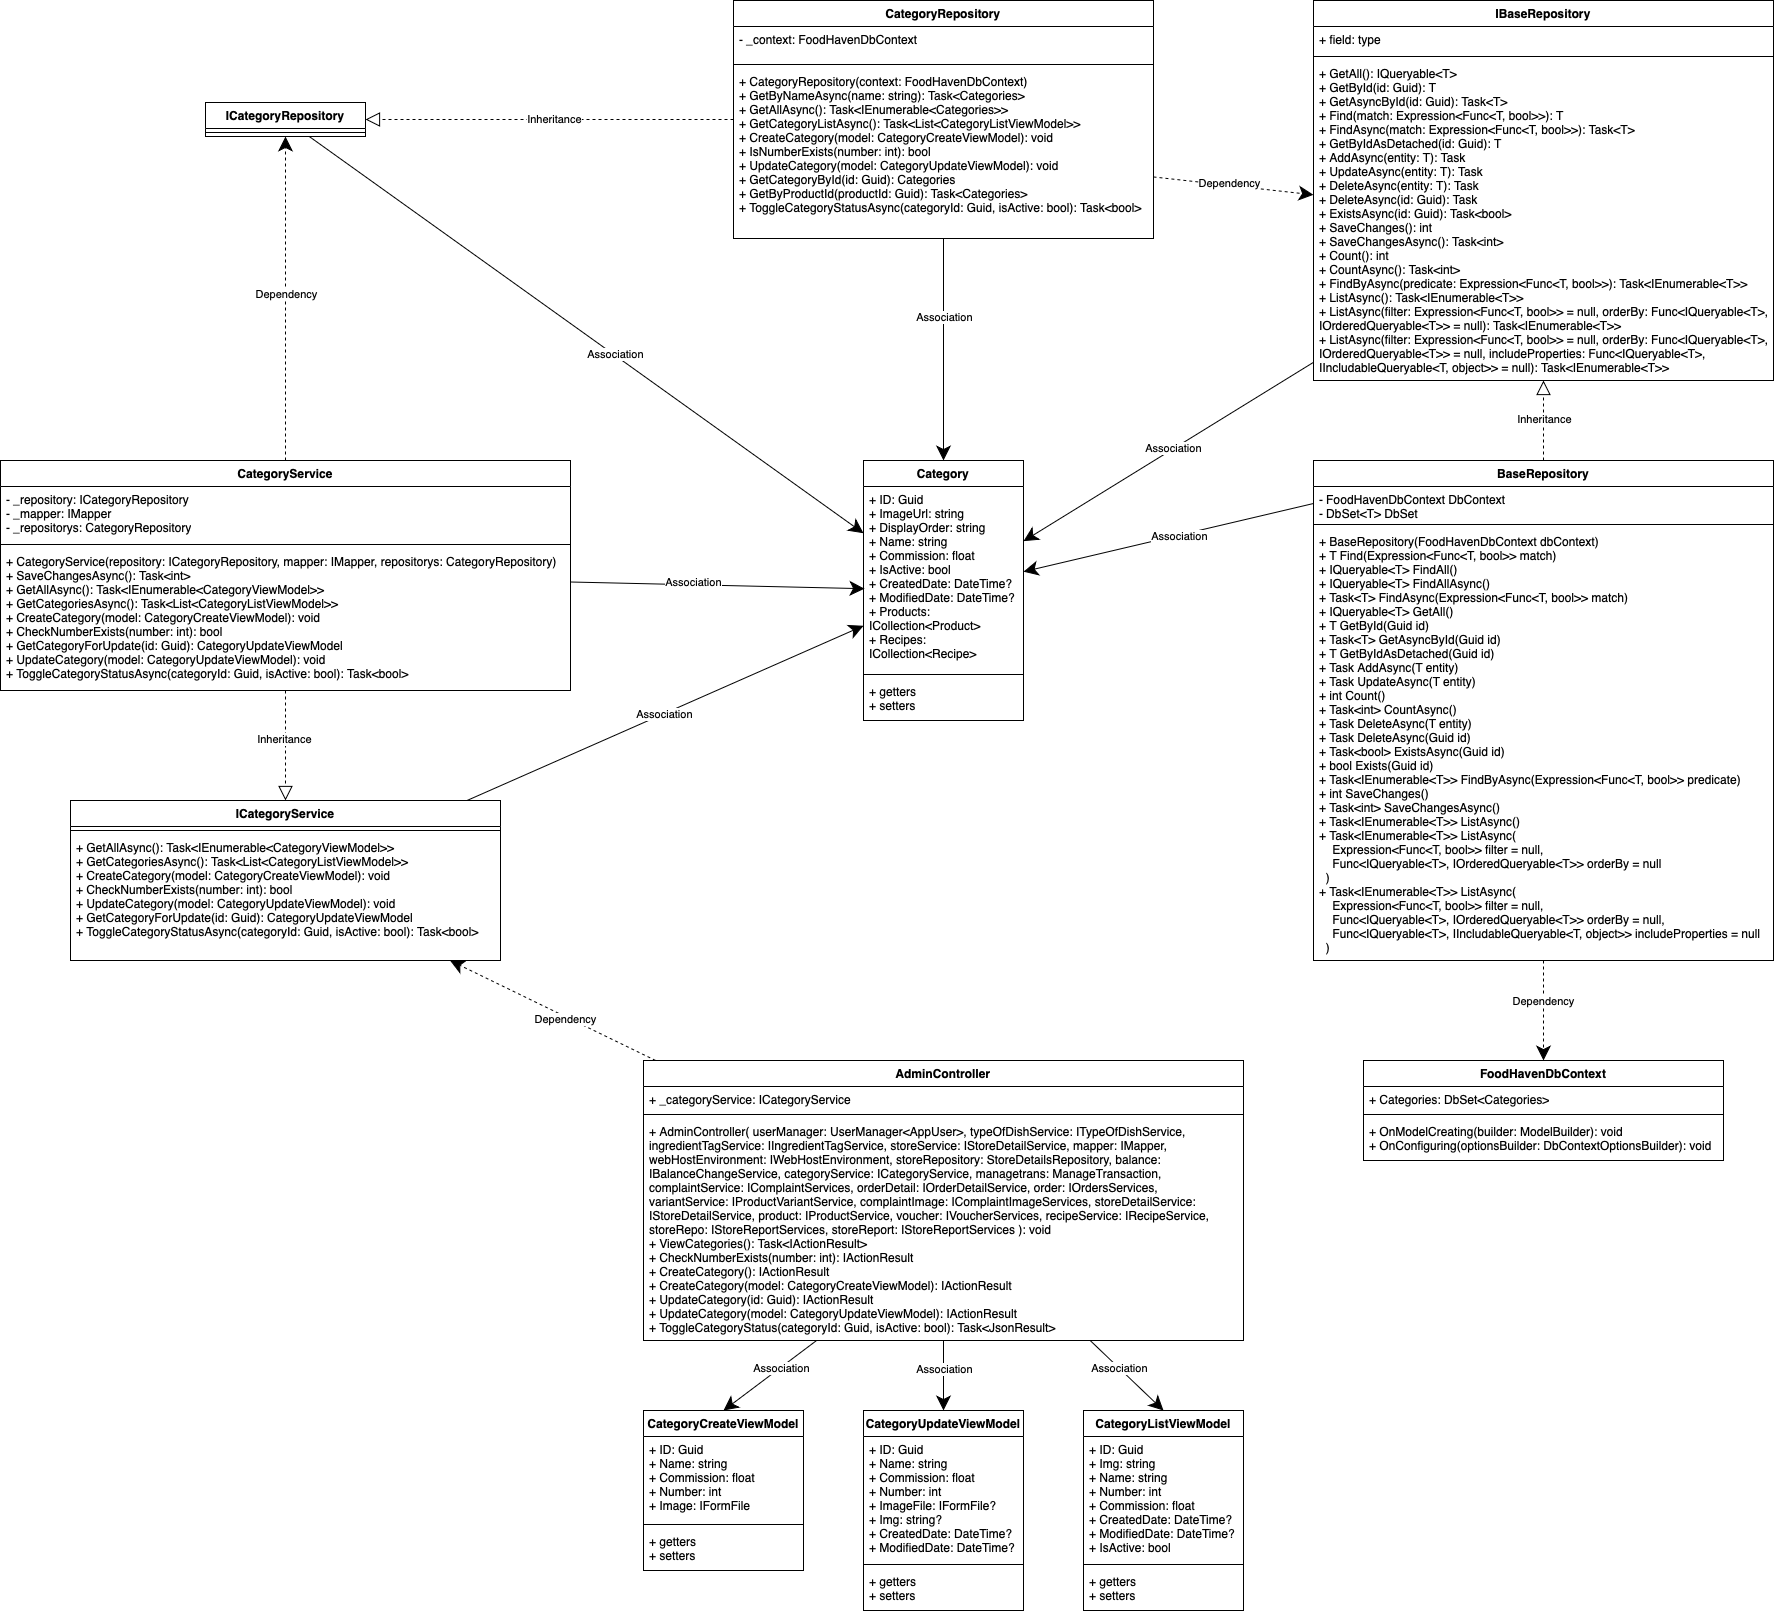 CategoryRepository
- _context: FoodHavenDbContext
+ CategoryRepository(context: FoodHavenDbContext)
+ GetByNameAsync(name: string): Task<Categories>
+ GetAllAsync(): Task<IEnumerable<Categories>>
+ GetCategoryListAsync(): Task<List<CategoryListViewModel>>
+ CreateCategory(model: CategoryCreateViewModel): void
+ IsNumberExists(number: int): bool
+ UpdateCategory(model: CategoryUpdateViewModel): void
+ GetCategoryById(id: Guid): Categories
+ GetByProductId(productId: Guid): Task<Categories>
+ ToggleCategoryStatusAsync(categoryId: Guid, isActive: bool): Task<bool>
IBaseRepository
+ field: type
+ GetAll(): IQueryable<T>
+ GetById(id: Guid): T
+ GetAsyncById(id: Guid): Task<T>
+ Find(match: Expression<Func<T, bool>>): T
+ FindAsync(match: Expression<Func<T, bool>>): Task<T>
+ GetByIdAsDetached(id: Guid): T
+ AddAsync(entity: T): Task
+ UpdateAsync(entity: T): Task
+ DeleteAsync(entity: T): Task
+ DeleteAsync(id: Guid): Task
+ ExistsAsync(id: Guid): Task<bool>
+ SaveChanges(): int
+ SaveChangesAsync(): Task<int>
+ Count(): int
+ CountAsync(): Task<int>
+ FindByAsync(predicate: Expression<Func<T, bool>>): Task<IEnumerable<T>>
+ ListAsync(): Task<IEnumerable<T>>
+ ListAsync(filter: Expression<Func<T, bool>> = null, orderBy: Func<IQueryable<T>,
IOrderedQueryable<T>> = null): Task<IEnumerable<T>>
+ ListAsync(filter: Expression<Func<T, bool>> = null, orderBy: Func<IQueryable<T>,
IOrderedQueryable<T>> = null, includeProperties: Func<IQueryable<T>,
IIncludableQueryable<T, object>> = null): Task<IEnumerable<T>>
ICategoryRepository
Inheritance
Dependency
Dependency
Association
Association
Association
Inheritance
CategoryService
- _repository: ICategoryRepository
- _mapper: IMapper
- _repositorys: CategoryRepository
+ CategoryService(repository: ICategoryRepository, mapper: IMapper, repositorys: CategoryRepository)
+ SaveChangesAsync(): Task<int>
+ GetAllAsync(): Task<IEnumerable<CategoryViewModel>>
+ GetCategoriesAsync(): Task<List<CategoryListViewModel>>
+ CreateCategory(model: CategoryCreateViewModel): void
+ CheckNumberExists(number: int): bool
+ GetCategoryForUpdate(id: Guid): CategoryUpdateViewModel
+ UpdateCategory(model: CategoryUpdateViewModel): void
+ ToggleCategoryStatusAsync(categoryId: Guid, isActive: bool): Task<bool>
Association
Category
+ ID: Guid
+ ImageUrl: string
+ DisplayOrder: string
+ Name: string
+ Commission: float
+ IsActive: bool
+ CreatedDate: DateTime?
+ ModifiedDate: DateTime?
+ Products:
ICollection<Product>
+ Recipes:
ICollection<Recipe>
+ getters
+ setters
Association
BaseRepository
- FoodHavenDbContext DbContext
- DbSet<T> DbSet
+ BaseRepository(FoodHavenDbContext dbContext)
+ T Find(Expression<Func<T, bool>> match)
+ IQueryable<T> FindAll()
+ IQueryable<T> FindAllAsync()
+ Task<T> FindAsync(Expression<Func<T, bool>> match)
+ IQueryable<T> GetAll()
+ T GetById(Guid id)
+ Task<T> GetAsyncById(Guid id)
+ T GetByIdAsDetached(Guid id)
+ Task AddAsync(T entity)
+ Task UpdateAsync(T entity)
+ int Count()
+ Task<int> CountAsync()
+ Task DeleteAsync(T entity)
+ Task DeleteAsync(Guid id)
+ Task<bool> ExistsAsync(Guid id)
+ bool Exists(Guid id)
+ Task<IEnumerable<T>> FindByAsync(Expression<Func<T, bool>> predicate)
+ int SaveChanges()
+ Task<int> SaveChangesAsync()
+ Task<IEnumerable<T>> ListAsync()
+ Task<IEnumerable<T>> ListAsync(
Expression<Func<T, bool>> filter = null,
Func<IQueryable<T>, IOrderedQueryable<T>> orderBy = null
)
+ Task<IEnumerable<T>> ListAsync(
Expression<Func<T, bool>> filter = null,
Func<IQueryable<T>, IOrderedQueryable<T>> orderBy = null,
Func<IQueryable<T>, IIncludableQueryable<T, object>> includeProperties = null
)
Association
Inheritance
ICategoryService
+ GetAllAsync(): Task<IEnumerable<CategoryViewModel>>
+ GetCategoriesAsync(): Task<List<CategoryListViewModel>>
+ CreateCategory(model: CategoryCreateViewModel): void
+ CheckNumberExists(number: int): bool
+ UpdateCategory(model: CategoryUpdateViewModel): void
+ GetCategoryForUpdate(id: Guid): CategoryUpdateViewModel
+ ToggleCategoryStatusAsync(categoryId: Guid, isActive: bool): Task<bool>
Dependency
Dependency
AdminController
+ _categoryService: ICategoryService
+ AdminController( userManager: UserManager<AppUser>, typeOfDishService: ITypeOfDishService,
ingredientTagService: IIngredientTagService, storeService: IStoreDetailService, mapper: IMapper,
webHostEnvironment: IWebHostEnvironment, storeRepository: StoreDetailsRepository, balance:
IBalanceChangeService, categoryService: ICategoryService, managetrans: ManageTransaction,
complaintService: IComplaintServices, orderDetail: IOrderDetailService, order: IOrdersServices,
variantService: IProductVariantService, complaintImage: IComplaintImageServices, storeDetailService:
IStoreDetailService, product: IProductService, voucher: IVoucherServices, recipeService: IRecipeService,
storeRepo: IStoreReportServices, storeReport: IStoreReportServices ): void
+ ViewCategories(): Task<IActionResult>
+ CheckNumberExists(number: int): IActionResult
+ CreateCategory(): IActionResult
+ CreateCategory(model: CategoryCreateViewModel): IActionResult
+ UpdateCategory(id: Guid): IActionResult
+ UpdateCategory(model: CategoryUpdateViewModel): IActionResult
+ ToggleCategoryStatus(categoryId: Guid, isActive: bool): Task<JsonResult>
FoodHavenDbContext
+ Categories: DbSet<Categories>
+ OnModelCreating(builder: ModelBuilder): void
+ OnConfiguring(optionsBuilder: DbContextOptionsBuilder): void
Association
Association
Association
CategoryCreateViewModel
+ ID: Guid
+ Name: string
+ Commission: float
+ Number: int
+ Image: IFormFile
+ getters
+ setters
CategoryUpdateViewModel
+ ID: Guid
+ Name: string
+ Commission: float
+ Number: int
+ ImageFile: IFormFile?
+ Img: string?
+ CreatedDate: DateTime?
+ ModifiedDate: DateTime?
+ getters
+ setters
CategoryListViewModel
+ ID: Guid
+ Img: string
+ Name: string
+ Number: int
+ Commission: float
+ CreatedDate: DateTime?
+ ModifiedDate: DateTime?
+ IsActive: bool
+ getters
+ setters